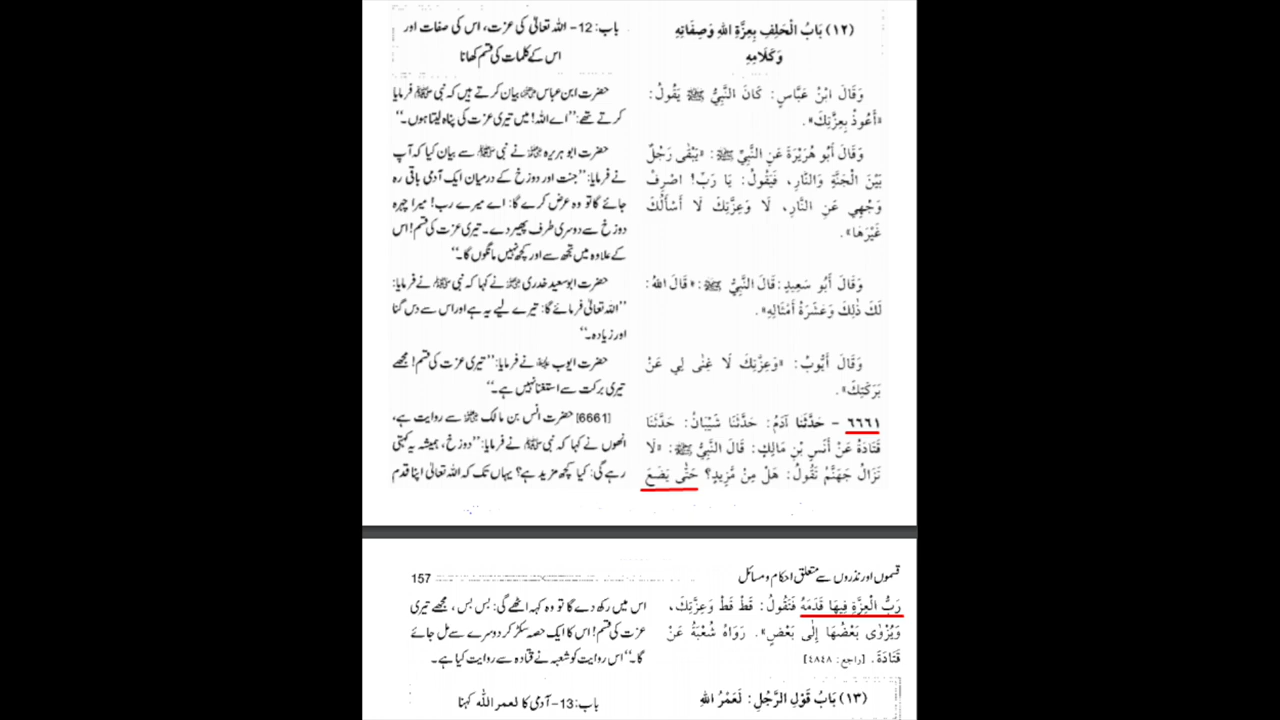 (١٢) بَابُ الْحَلِفِ بِعِزَّةِ اللهِ وَصِفَاتِهِ
وَكَلَامِهِ
وَقَالَ ابْنُ عَبَّاسٍ: كَانَ النَّبِيُّ ﷺ يَقُولُ:
«أَعُوذُ بِعِزَّتِكَ».
وَقَالَ أَبُو هُرَيْرَةَ عَنِ النَّبِيِّ ﷺ: «يَبْقَى رَجُلٌ
بَيْنَ الْجَنَّةِ وَالنَّارِ، فَيَقُولُ: يَا رَبِّ! اصْرِفْ
وَجْهِي عَنِ النَّارِ، لَا وَعِزَّتِكَ لَا أَسْأَلُكَ
غَيْرَهَا».
وَقَالَ أَبُو سَعِيدٍ: قَالَ النَّبِيُّ ﷺ: «قَالَ اللهُ:
لَكَ ذٰلِكَ وَعَشَرَةُ أَمْثَالِهِ».
وَقَالَ أَيُّوبُ: «وَعِزَّتِكَ لَا غِنٰى لِي عَنْ
بَرَكَتِكَ».
٦٦٦١ - حَدَّثَنَا آدَمُ: حَدَّثَنَا شَيْبَانُ: حَدَّثَنَا
قَتَادَةُ عَنْ أَنَسِ بْنِ مَالِكٍ: قَالَ النَّبِيُّ ﷺ: «لَا
تَزَالُ جَهَنَّمُ تَقُولُ: هَلْ مِنْ مَّزِيدٍ؟ حَتّٰى يَضَعَ
باب: 12- اللہ تعالیٰ کی عزت، اس کی صفات اور
اس کے کلمات کی قسم کھانا
حضرت ابن عباس ؓ بیان کرتے ہیں کہ نبی ﷺ فرمایا
کرتے تھے: ’’اے اللہ! میں تیری عزت کی پناہ لیتا ہوں۔‘‘
حضرت ابو ہریرہ ؓ نے نبی ﷺ سے بیان کیا کہ آپ
نے فرمایا: ’’جنت اور دوزخ کے درمیان ایک آدمی باقی رہ
جائے گا تو وہ عرض کرے گا: اے میرے رب! میرا چہرہ
دوزخ سے دوسری طرف پھیر دے۔ تیری عزت کی قسم! اس
کے علاوہ میں تجھ سے اور کچھ نہیں مانگوں گا۔‘‘
حضرت ابو سعید خدری ؓ نے کہا کہ نبی ﷺ نے فرمایا:
’’اللہ تعالیٰ فرمائے گا: تیرے لیے یہ ہے اور اس سے دس گنا
اور زیادہ۔‘‘
حضرت ایوب ؑ نے فرمایا: ’’تیری عزت کی قسم! مجھے
تیری برکت سے استغنا نہیں ہے۔‘‘
[6661] حضرت انس بن مالک ؓ سے روایت ہے،
انھوں نے کہا کہ نبی ﷺ نے فرمایا: ’’دوزخ، ہمیشہ یہ کہتی
رہے گی: کیا کچھ مزید ہے؟ یہاں تک کہ اللہ تعالیٰ اپنا قدم
قسموں اور نذروں سے متعلق احکام و مسائل 157
رَبُّ الْعِزَّةِ فِيهَا قَدَمَهُ فَتَقُولُ: قَطْ قَطْ وَعِزَّتِكَ،
وَيُزْوٰى بَعْضُهَا إِلٰى بَعْضٍ». رَوَاهُ شُعْبَةُ عَنْ
قَتَادَةَ. [راجع: ٤٨٤٨]
اس میں رکھ دے گا تو وہ کہہ اٹھے گی: بس بس، مجھے تیری
عزت کی قسم! اس کا ایک حصہ سکڑ کر دوسرے سے مل جائے
گا۔‘‘ اس روایت کو شعبہ نے قتادہ سے روایت کیا ہے۔
(١٣) بَابُ قَوْلِ الرَّجُلِ: لَعَمْرُ اللهِ
باب: 13- آدمی کا لعمر اللّٰہ کہنا